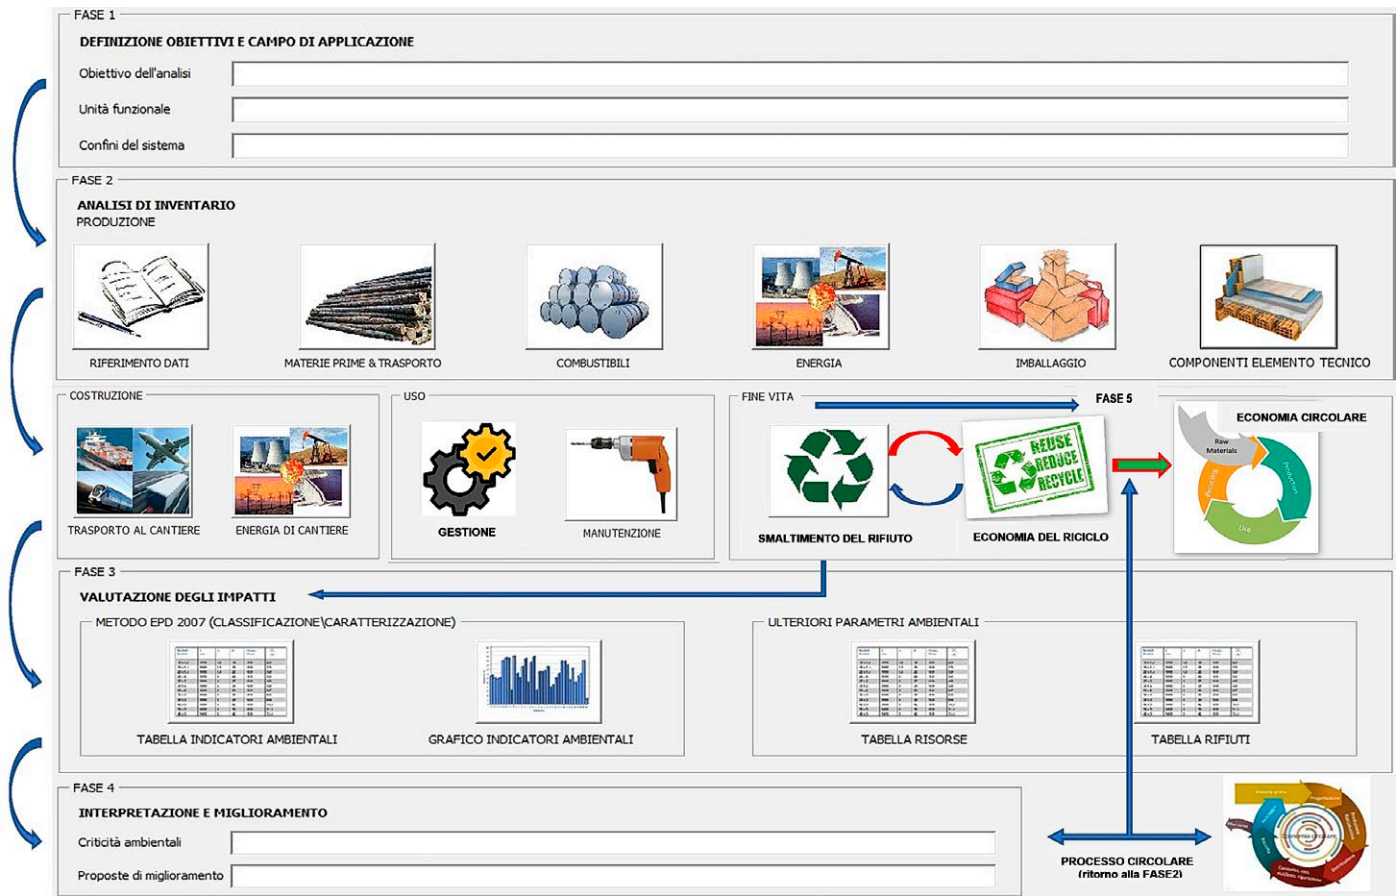 FASE 1
DEFINIZIONE OBIETTIVI E CAMPO DI APPLICAZIONE
Obiettivo dell'analisi
Unità funzionale
Confini del sistema
FASE 2
ANALISI DI INVENTARIO
PRODUZIONE
RIFERIMENTO DATI
MATERIE PRIME & TRASPORTO
COMBUSTIBILI
ENERGIA
IMBALLAGGIO
COMPONENTI ELEMENTO TECNICO
COSTRUZIONE
TRASPORTO AL CANTIERE
ENERGIA DI CANTIERE
USO
GESTIONE
MANUTENZIONE
FINE VITA
FASE 5
SMALTIMENTO DEL RIFIUTO
REUSE
REDUCE
RECYCLE
ECONOMIA DEL RICICLO
ECONOMIA CIRCOLARE
Raw
Materials
Production
Use
Recycling
FASE 3
VALUTAZIONE DEGLI IMPATTI
METODO EPD 2007 (CLASSIFICAZIONE\CARATTERIZZAZIONE)
TABELLA INDICATORI AMBIENTALI
GRAFICO INDICATORI AMBIENTALI
ULTERIORI PARAMETRI AMBIENTALI
TABELLA RISORSE
TABELLA RIFIUTI
FASE 4
INTERPRETAZIONE E MIGLIORAMENTO
Criticità ambientali
Proposte di miglioramento
PROCESSO CIRCOLARE
(ritorno alla FASE2)
Economia circolare